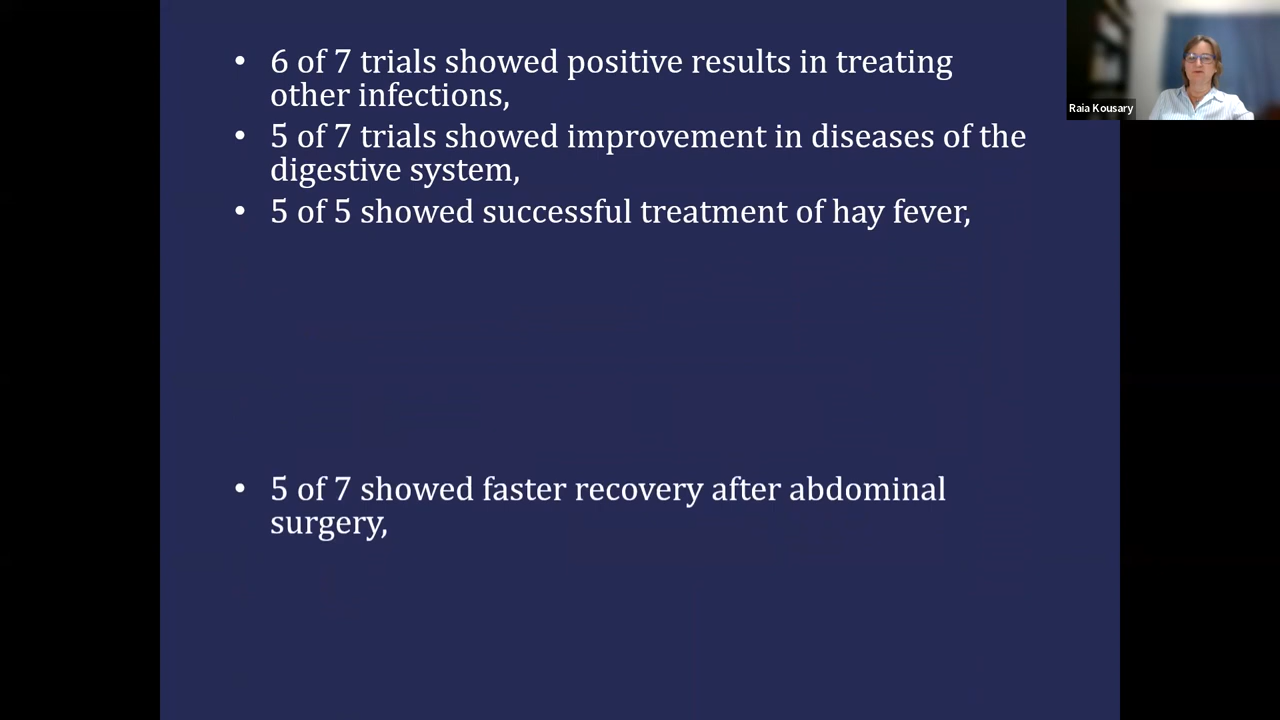 • 6 of 7 trials showed positive results in treating
other infections,
• 5 of 7 trials showed improvement in diseases of the
digestive system,
• 5 of 5 showed successful treatment of hay fever,
• 5 of 7 showed faster recovery after abdominal
surgery,
Raia Kousary